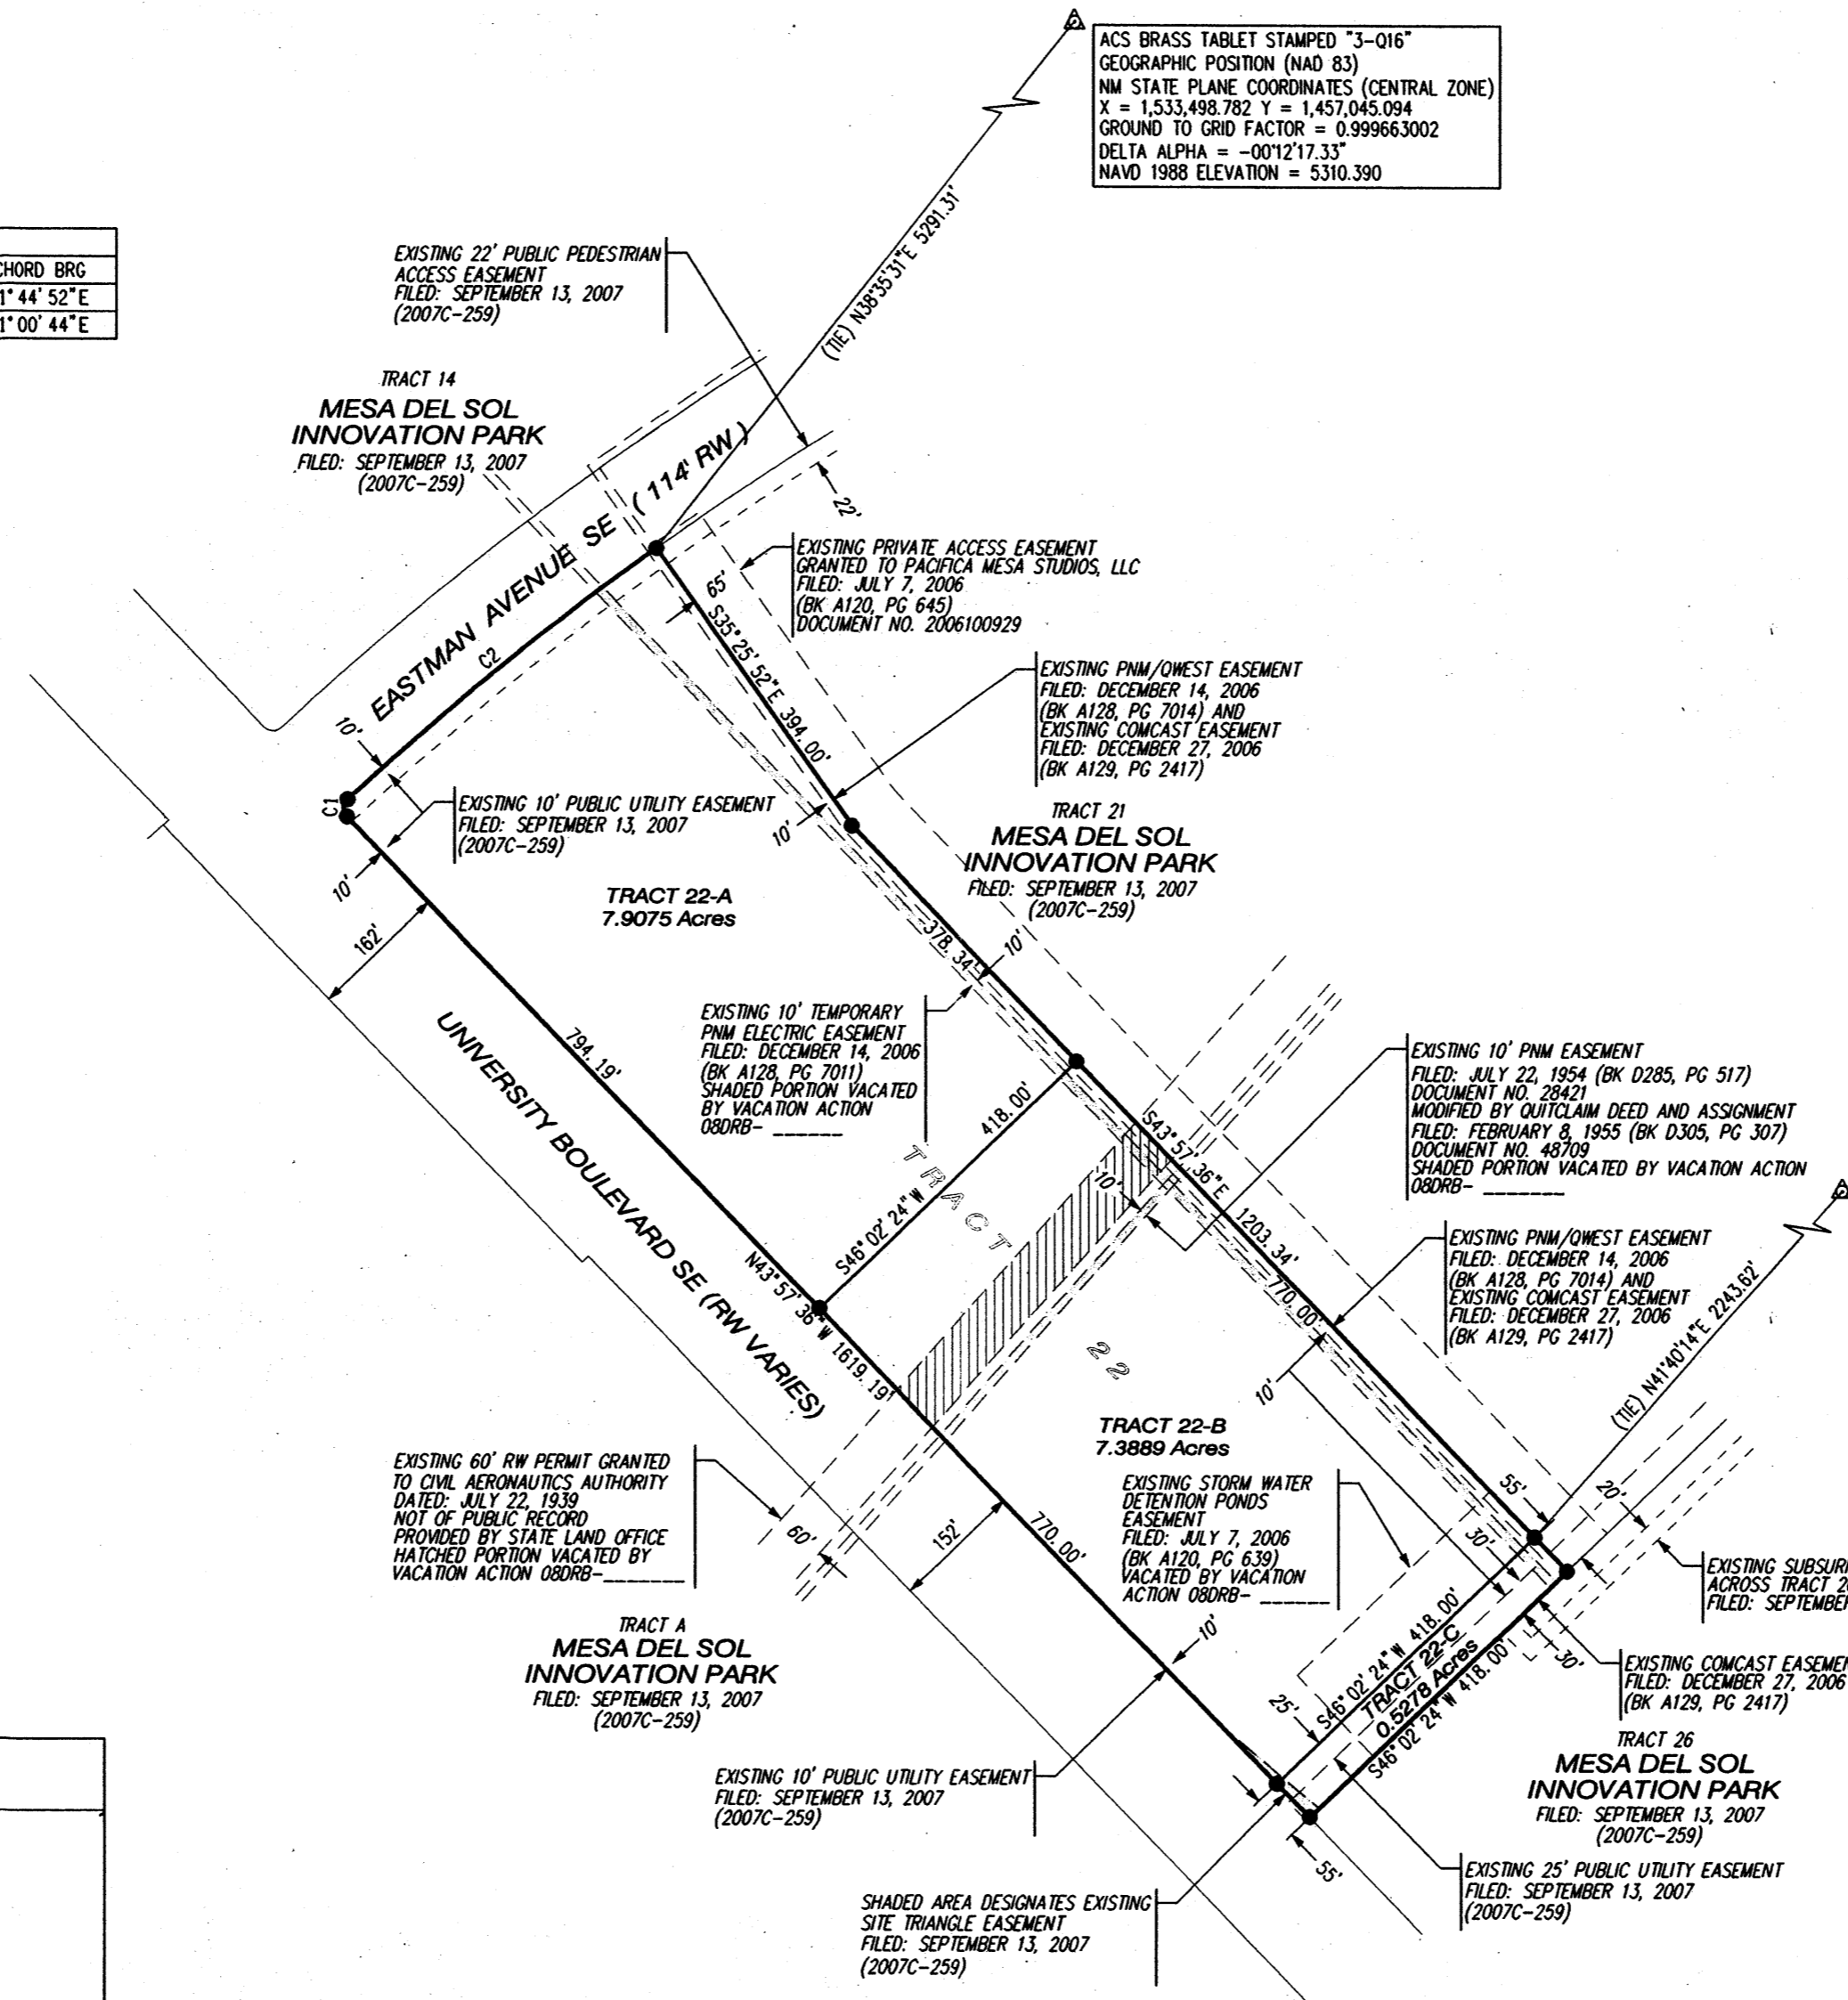 ACS BRASS TABLET STAMPED "3-Q16"
GEOGRAPHIC POSITION (NAD 83)
NM STATE PLANE COORDINATES (CENTRAL ZONE)
X = 1,533,498.782 Y = 1,457,045.094
GROUND TO GRID FACTOR = 0.999663002
DELTA ALPHA = -00°12'17.33"
NAVD 1988 ELEVATION = 5310.390
CHORD BRG
1°44'52"E
1°00'44"E
EXISTING 22' PUBLIC PEDESTRIAN
ACCESS EASEMENT
FILED: SEPTEMBER 13, 2007
(2007C-259)
(TIE) N38°35'31"E 5291.31'
TRACT 14
MESA DEL SOL
INNOVATION PARK
FILED: SEPTEMBER 13, 2007
(2007C-259)
EASTMAN AVENUE SE (114' RW)
22'
C2
C1
10'
65'
S35°25'52"E 394.00'
EXISTING PRIVATE ACCESS EASEMENT
GRANTED TO PACIFICA MESA STUDIOS, LLC
FILED: JULY 7, 2006
(BK A120, PG 645)
DOCUMENT NO. 2006100929
EXISTING PNM/QWEST EASEMENT
FILED: DECEMBER 14, 2006
(BK A128, PG 7014) AND
EXISTING COMCAST EASEMENT
FILED: DECEMBER 27, 2006
(BK A129, PG 2417)
EXISTING 10' PUBLIC UTILITY EASEMENT
FILED: SEPTEMBER 13, 2007
(2007C-259)
10'
10'
162'
TRACT 21
MESA DEL SOL
INNOVATION PARK
FILED: SEPTEMBER 13, 2007
(2007C-259)
TRACT 22-A
7.9075 Acres
378.34'
10'
794.19'
EXISTING 10' TEMPORARY
PNM ELECTRIC EASEMENT
FILED: DECEMBER 14, 2006
(BK A128, PG 7011)
SHADED PORTION VACATED
BY VACATION ACTION
08DRB- ______
UNIVERSITY BOULEVARD SE (RW VARIES)
S46°02'24"W
418.00'
TRACT
22
10'
S43°57'36"E
1203.34'
770.00'
EXISTING 10' PNM EASEMENT
FILED: JULY 22, 1954 (BK D285, PG 517)
DOCUMENT NO. 28421
MODIFIED BY QUITCLAIM DEED AND ASSIGNMENT
FILED: FEBRUARY 8, 1955 (BK D305, PG 307)
DOCUMENT NO. 48709
SHADED PORTION VACATED BY VACATION ACTION
08DRB- _______
EXISTING PNM/QWEST EASEMENT
FILED: DECEMBER 14, 2006
(BK A128, PG 7014) AND
EXISTING COMCAST EASEMENT
FILED: DECEMBER 27, 2006
(BK A129, PG 2417)
(TIE) N41°40'14"E 2243.62'
N43°57'36"W 1619.19'
10'
TRACT 22-B
7.3889 Acres
EXISTING 60' RW PERMIT GRANTED
TO CIVIL AERONAUTICS AUTHORITY
DATED: JULY 22, 1939
NOT OF PUBLIC RECORD
PROVIDED BY STATE LAND OFFICE
HATCHED PORTION VACATED BY
VACATION ACTION 08DRB-_______
60'
152'
770.00'
EXISTING STORM WATER
DETENTION PONDS
EASEMENT
FILED: JULY 7, 2006
(BK A120, PG 639)
VACATED BY VACATION
ACTION 08DRB- ______
55'
20'
30'
EXISTING SUBSUR
ACROSS TRACT 2
FILED: SEPTEMBER
TRACT A
MESA DEL SOL
INNOVATION PARK
FILED: SEPTEMBER 13, 2007
(2007C-259)
10'
25'
S46°02'24"W 418.00'
TRACT 22-C
0.5278 Acres
S46°02'24"W 418.00'
30'
EXISTING COMCAST EASEME
FILED: DECEMBER 27, 2006
(BK A129, PG 2417)
TRACT 26
MESA DEL SOL
INNOVATION PARK
FILED: SEPTEMBER 13, 2007
(2007C-259)
EXISTING 10' PUBLIC UTILITY EASEMENT
FILED: SEPTEMBER 13, 2007
(2007C-259)
55'
EXISTING 25' PUBLIC UTILITY EASEMENT
FILED: SEPTEMBER 13, 2007
(2007C-259)
SHADED AREA DESIGNATES EXISTING
SITE TRIANGLE EASEMENT
FILED: SEPTEMBER 13, 2007
(2007C-259)